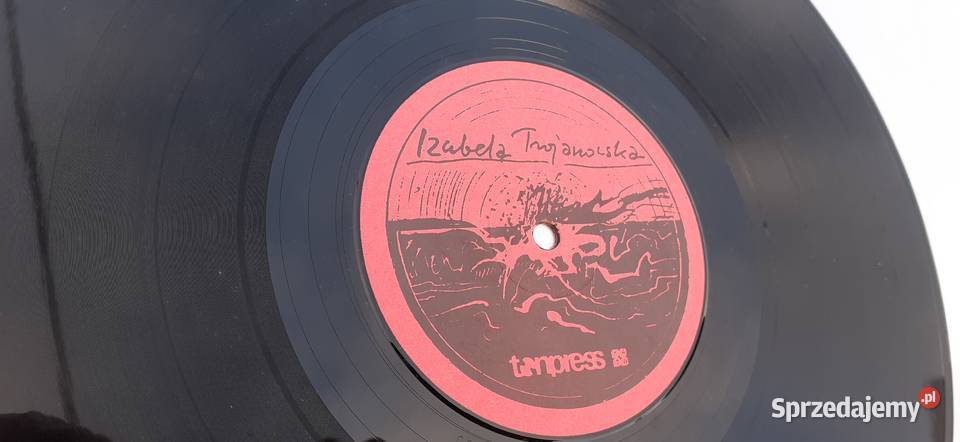 Izabela Trojanowska
tonpress
Sprzedajemy.pl